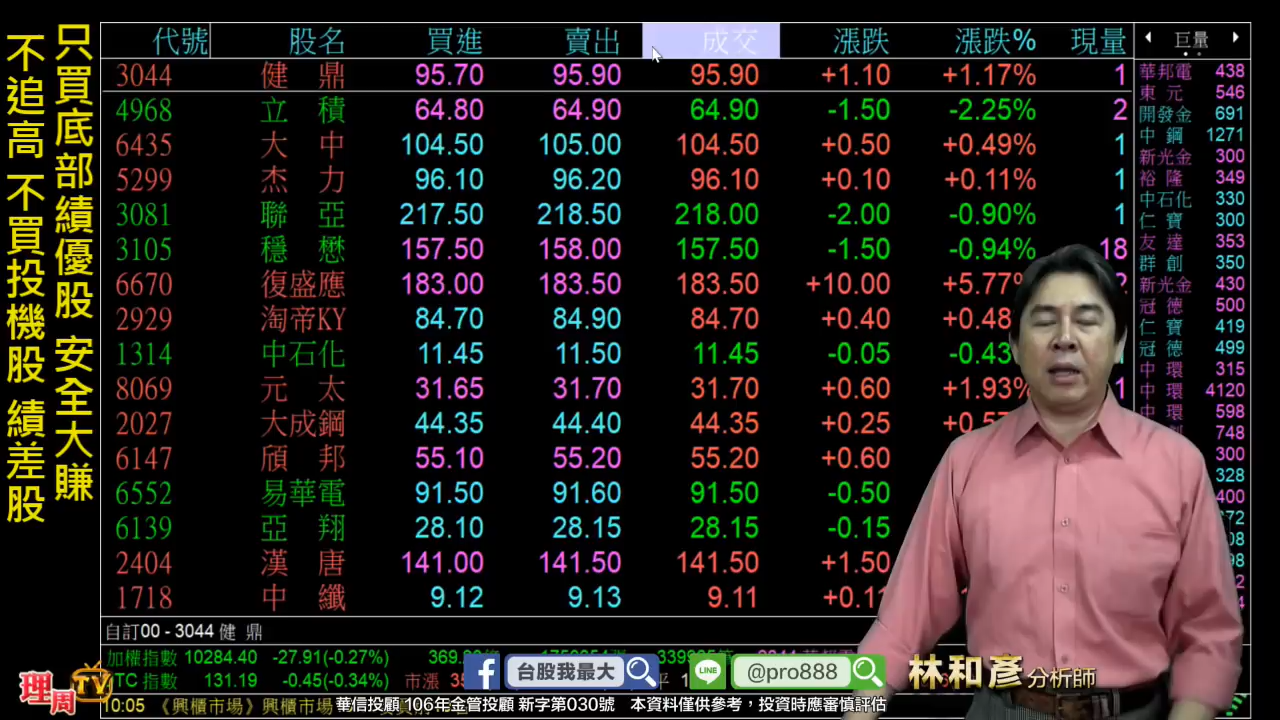 只買底部績優股 安全大賺
不追高 不買投機股 績差股
代號 股名 買進 賣出 成交 漲跌 漲跌% 現量
3044 健鼎 95.70 95.90 95.90 +1.10 +1.17% 1
4968 立積 64.80 64.90 64.90 -1.50 -2.25% 2
6435 大中 104.50 105.00 104.50 +0.50 +0.49% 1
5299 杰力 96.10 96.20 96.10 +0.10 +0.11% 1
3081 聯亞 217.50 218.50 218.00 -2.00 -0.90% 1
3105 穩懋 157.50 158.00 157.50 -1.50 -0.94% 18
6670 復盛應 183.00 183.50 183.50 +10.00 +5.77%
2929 淘帝KY 84.70 84.90 84.70 +0.40 +0.48
1314 中石化 11.45 11.50 11.45 -0.05 -0.43
8069 元太 31.65 31.70 31.70 +0.60 +1.93% 1
2027 大成鋼 44.35 44.40 44.35 +0.25
6147 頎邦 55.10 55.20 55.20 +0.60
6552 易華電 91.50 91.60 91.50 -0.50
6139 亞翔 28.10 28.15 28.15 -0.15
2404 漢唐 141.00 141.50 141.50 +1.50
1718 中纖 9.12 9.13 9.11
巨量
華邦電 438
東元 546
開發金 691
中鋼 1271
新光金 300
裕隆 349
中石化 330
仁寶 300
友達 353
群創 350
新光金 430
冠德 500
仁寶 419
冠德 499
中環 315
中環 4120
中環 598
748
300
328
400
自訂00 - 3044 健鼎
加權指數 10284.40 -27.91(-0.27%)
TC 指數 131.19 -0.45(-0.34%) 市漲
台股我最大
LINE @pro888
理周TV
林和彥 分析師
10:05 《興櫃市場》興櫃市場
華信投顧 106年金管投顧 新字第030號 本資料僅供參考，投資時應審慎評估